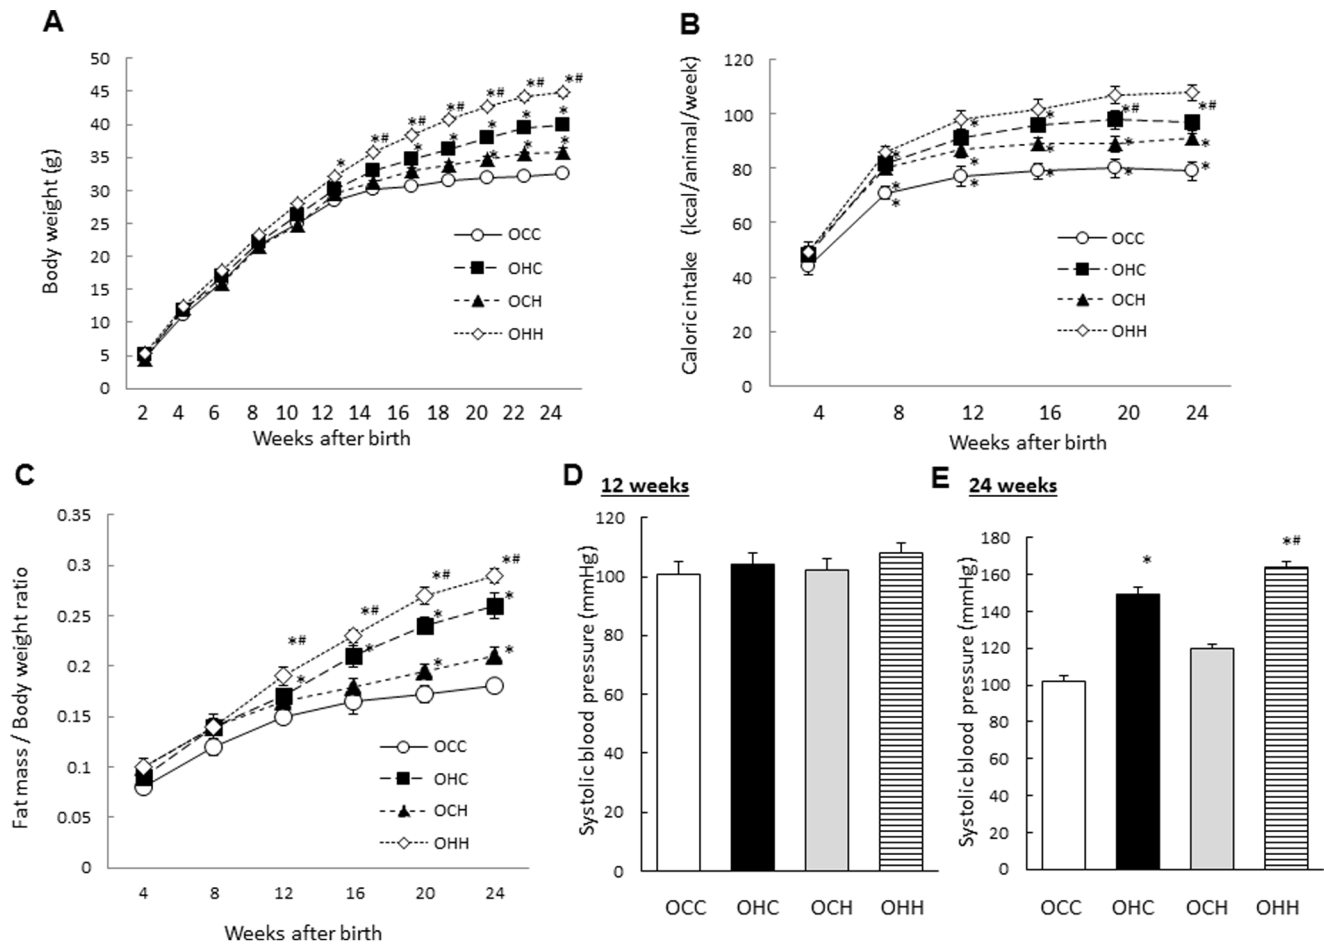 A
50
45
40
35
30
25
20
15
10
5
0
Body weight (g)
2 4 6 8 10 12 14 16 18 20 22 24
Weeks after birth
* *# *# *# *# *# *#
* * * * *
* * *
OCC
OHC
OCH
OHH
B
120
100
80
60
40
20
0
Caloric intake (kcal/animal/week)
4 8 12 16 20 24
Weeks after birth
* * * *# *#
* * * * *
* * * *
OCC
OHC
OCH
OHH
C
0.35
0.3
0.25
0.2
0.15
0.1
0.05
0
Fat mass / Body weight ratio
4 8 12 16 20 24
Weeks after birth
*# *# *# *#
* * * *
* *
OCC
OHC
OCH
OHH
D
12 weeks
120
100
80
60
40
20
0
Systolic blood pressure (mmHg)
OCC OHC OCH OHH
E
24 weeks
180
160
140
120
100
80
60
40
20
0
Systolic blood pressure (mmHg)
* *#
OCC OHC OCH OHH